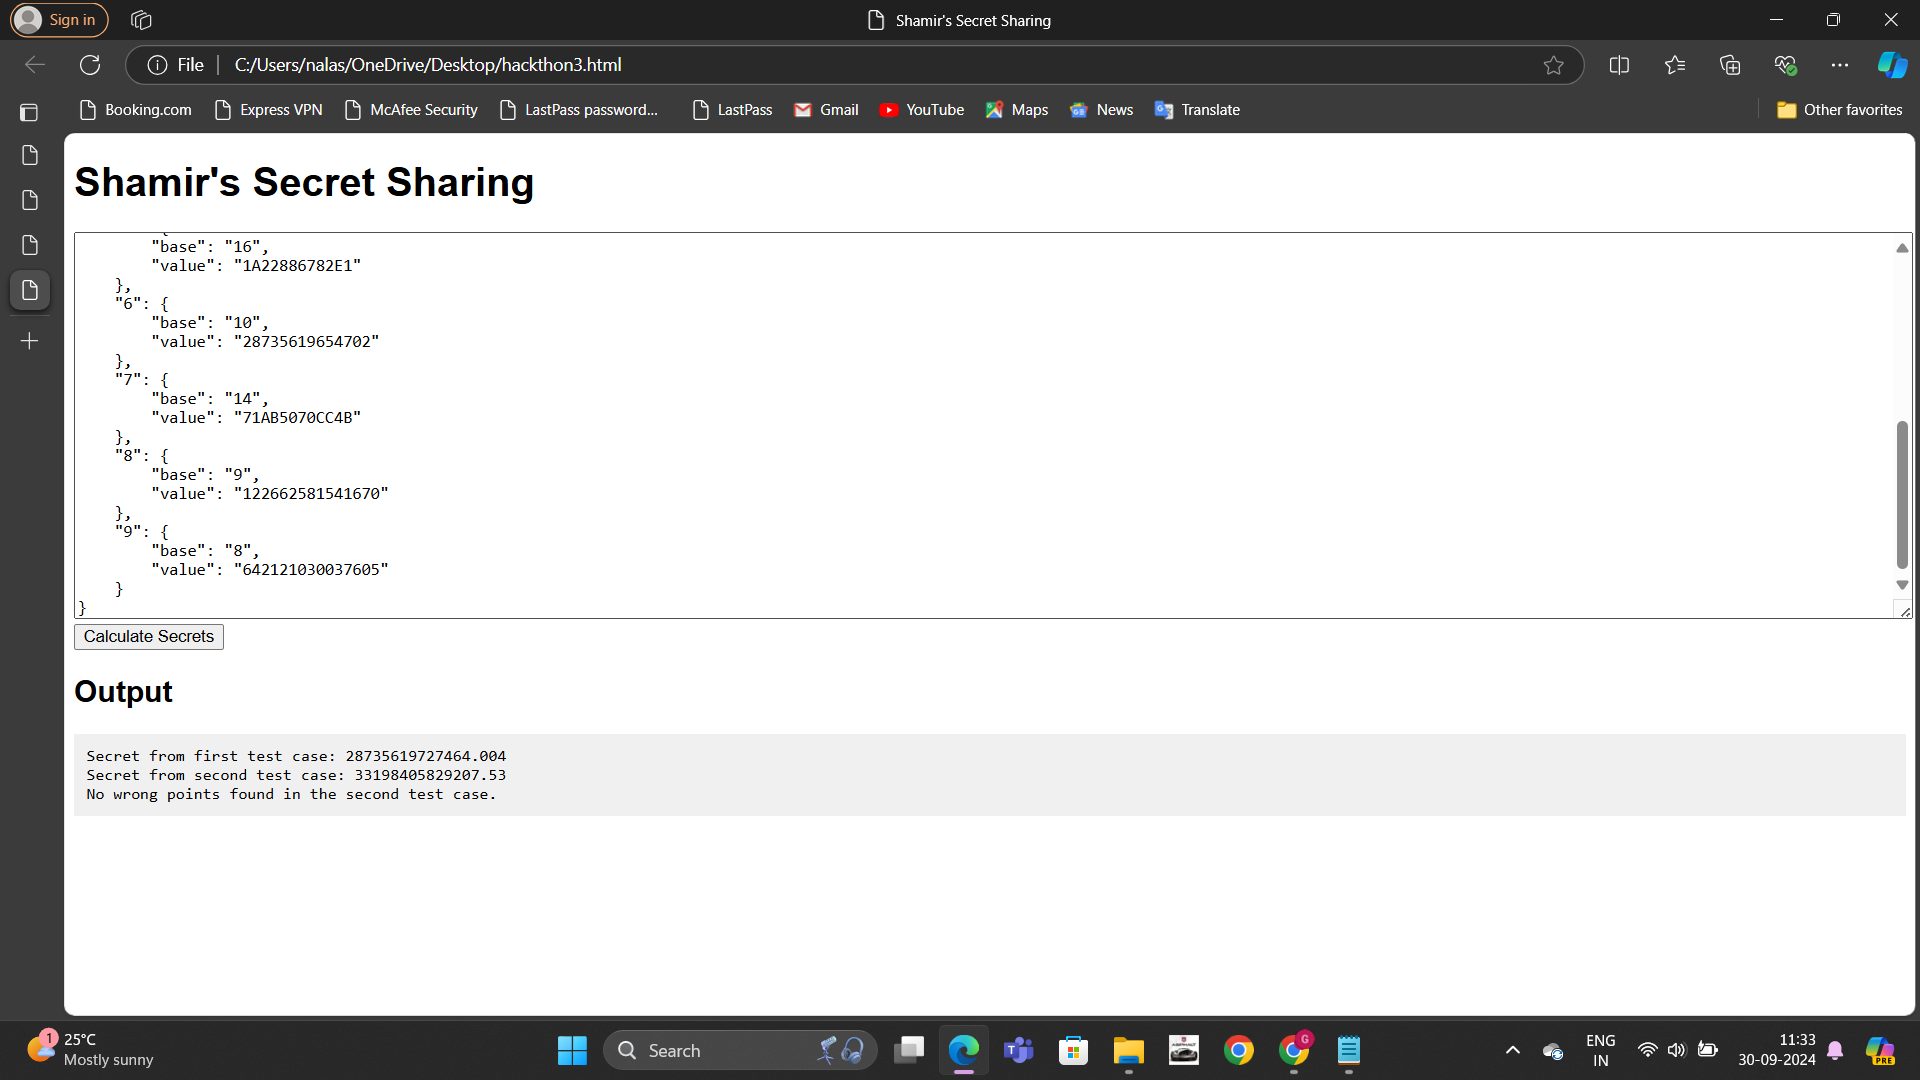 Sign in
Shamir's Secret Sharing
File
C:/Users/nalas/OneDrive/Desktop/hackthon3.html
Booking.com
Express VPN
McAfee Security
LastPass password...
LastPass
Gmail
YouTube
Maps
News
Translate
Other favorites
Shamir's Secret Sharing
"base": "16",
"value": "1A22886782E1"
},
"6": {
"base": "10",
"value": "28735619654702"
},
"7": {
"base": "14",
"value": "71AB5070CC4B"
},
"8": {
"base": "9",
"value": "122662581541670"
},
"9": {
"base": "8",
"value": "642121030037605"
}
}
Calculate Secrets
Output
Secret from first test case: 28735619727464.004
Secret from second test case: 33198405829207.53
No wrong points found in the second test case.
1
25°C
Mostly sunny
Search
G
ENG
IN
11:33
30-09-2024
PRE